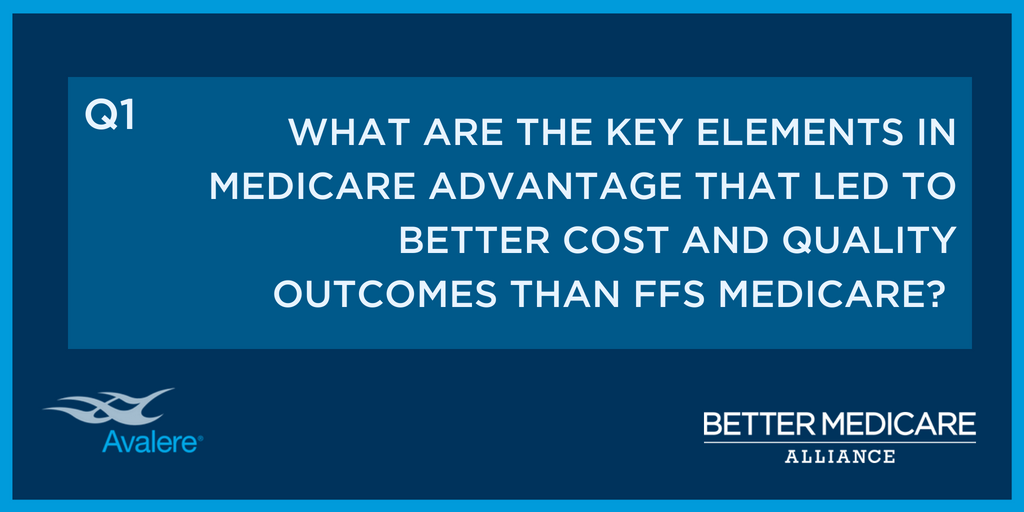 Q1
WHAT ARE THE KEY ELEMENTS IN
MEDICARE ADVANTAGE THAT LED TO
BETTER COST AND QUALITY
OUTCOMES THAN FFS MEDICARE?
Avalere®
BETTER MEDICARE
ALLIANCE